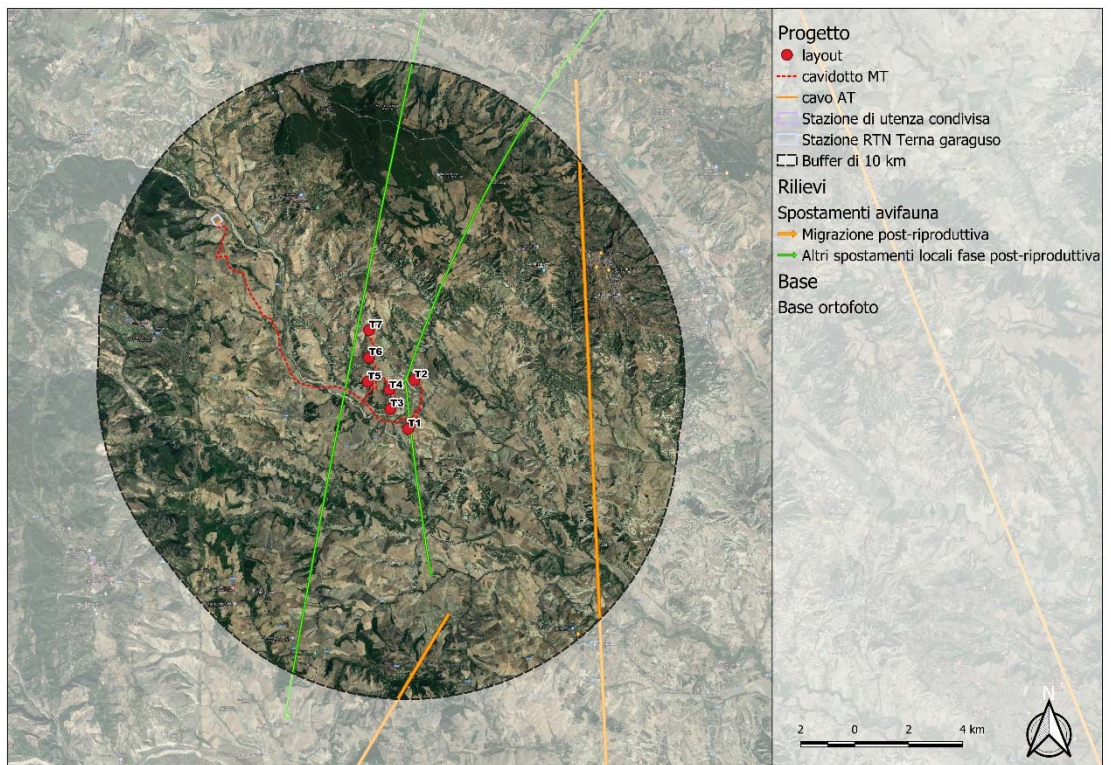 Progetto
layout
cavidotto MT
cavo AT
Stazione di utenza condivisa
Stazione RTN Terna garaguso
Buffer di 10 km
Rilievi
Spostamenti avifauna
Migrazione post-riproduttiva
Altri spostamenti locali fase post-riproduttiva
Base
Base ortofoto
T7
T6
T5
T2
T4
T3
T1
N
2 0 2 4 km